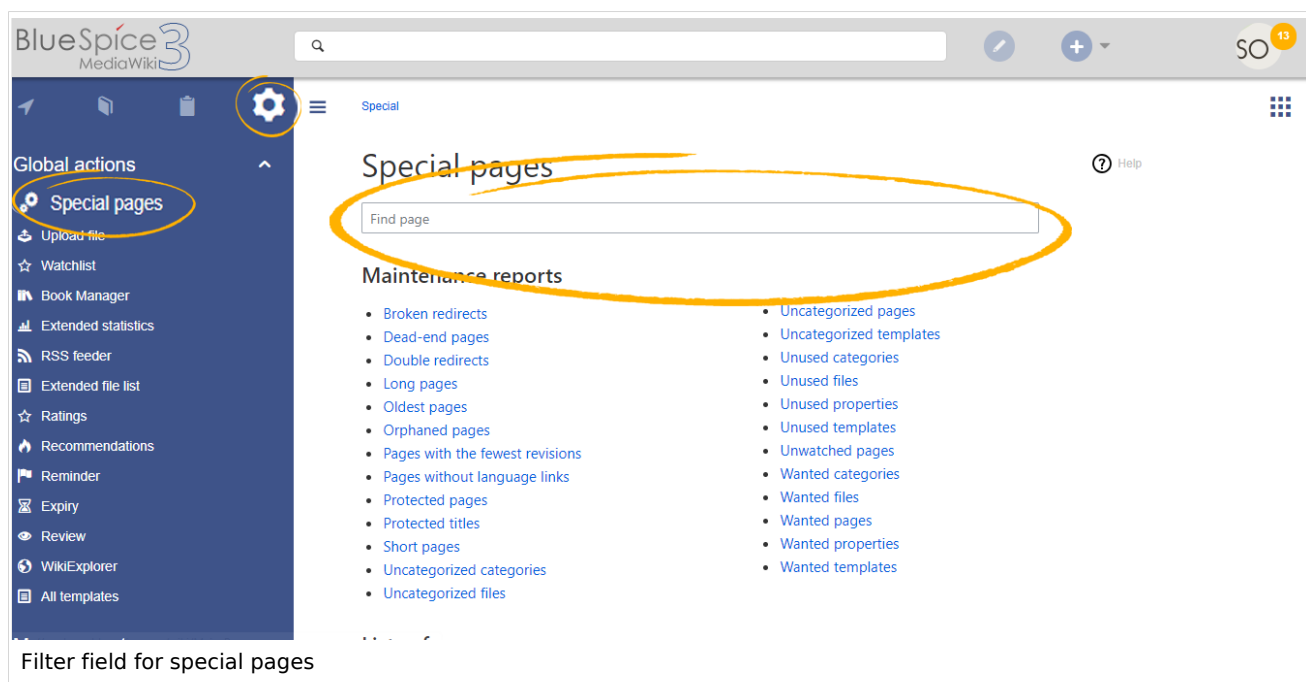 BlueSpice 3
MediaWiki
SO 13
Special
Global actions
Special pages
Upload file
Watchlist
Book Manager
Extended statistics
RSS feeder
Extended file list
Ratings
Recommendations
Reminder
Expiry
Review
WikiExplorer
All templates
Special pages
Help
Find page
Maintenance reports
Broken redirects
Dead-end pages
Double redirects
Long pages
Oldest pages
Orphaned pages
Pages with the fewest revisions
Pages without language links
Protected pages
Protected titles
Short pages
Uncategorized categories
Uncategorized files
Uncategorized pages
Uncategorized templates
Unused categories
Unused files
Unused properties
Unused templates
Unwatched pages
Wanted categories
Wanted files
Wanted pages
Wanted properties
Wanted templates
Filter field for special pages